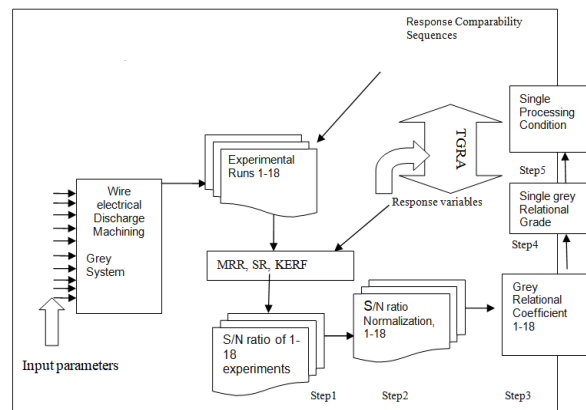 Response Comparability
Sequences
Single
Processing
Condition
TGRA
Experimental
Runs 1-18
Wire
electrical
Discharge
Machining
Grey
System
Step5
Response variables
Single grey
Relational
Grade
Step4
MRR, SR, KERF
S/N ratio
Normalization,
1-18
Grey
Relational
Coefficient
1-18
S/N ratio of 1-
18
experiments
Input parameters
Step1
Step2
Step3